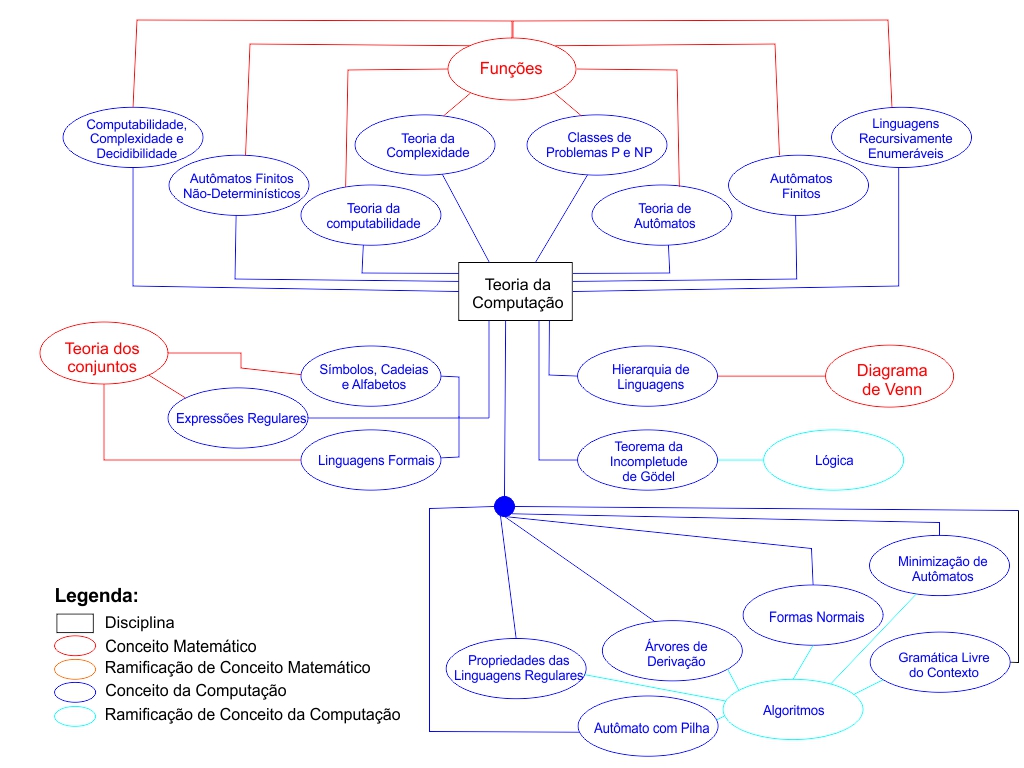 Funções
Computabilidade,
Complexidade e
Decidibilidade
Teoria da
Complexidade
Classes de
Problemas P e NP
Linguagens
Recursivamente
Enumeráveis
Autômatos Finitos
Não-Determinísticos
Autômatos
Finitos
Teoria da
computabilidade
Teoria de
Autômatos
Teoria da
Computação
Teoria dos
conjuntos
Símbolos, Cadeias
e Alfabetos
Hierarquia de
Linguagens
Diagrama
de Venn
Expressões Regulares
Linguagens Formais
Teorema da
Incompletude
de Gödel
Lógica
Minimização de
Autômatos
Formas Normais
Árvores de
Derivação
Gramática Livre
do Contexto
Propriedades das
Linguagens Regulares
Algoritmos
Autômato com Pilha
Legenda:
Disciplina
Conceito Matemático
Ramificação de Conceito Matemático
Conceito da Computação
Ramificação de Conceito da Computação